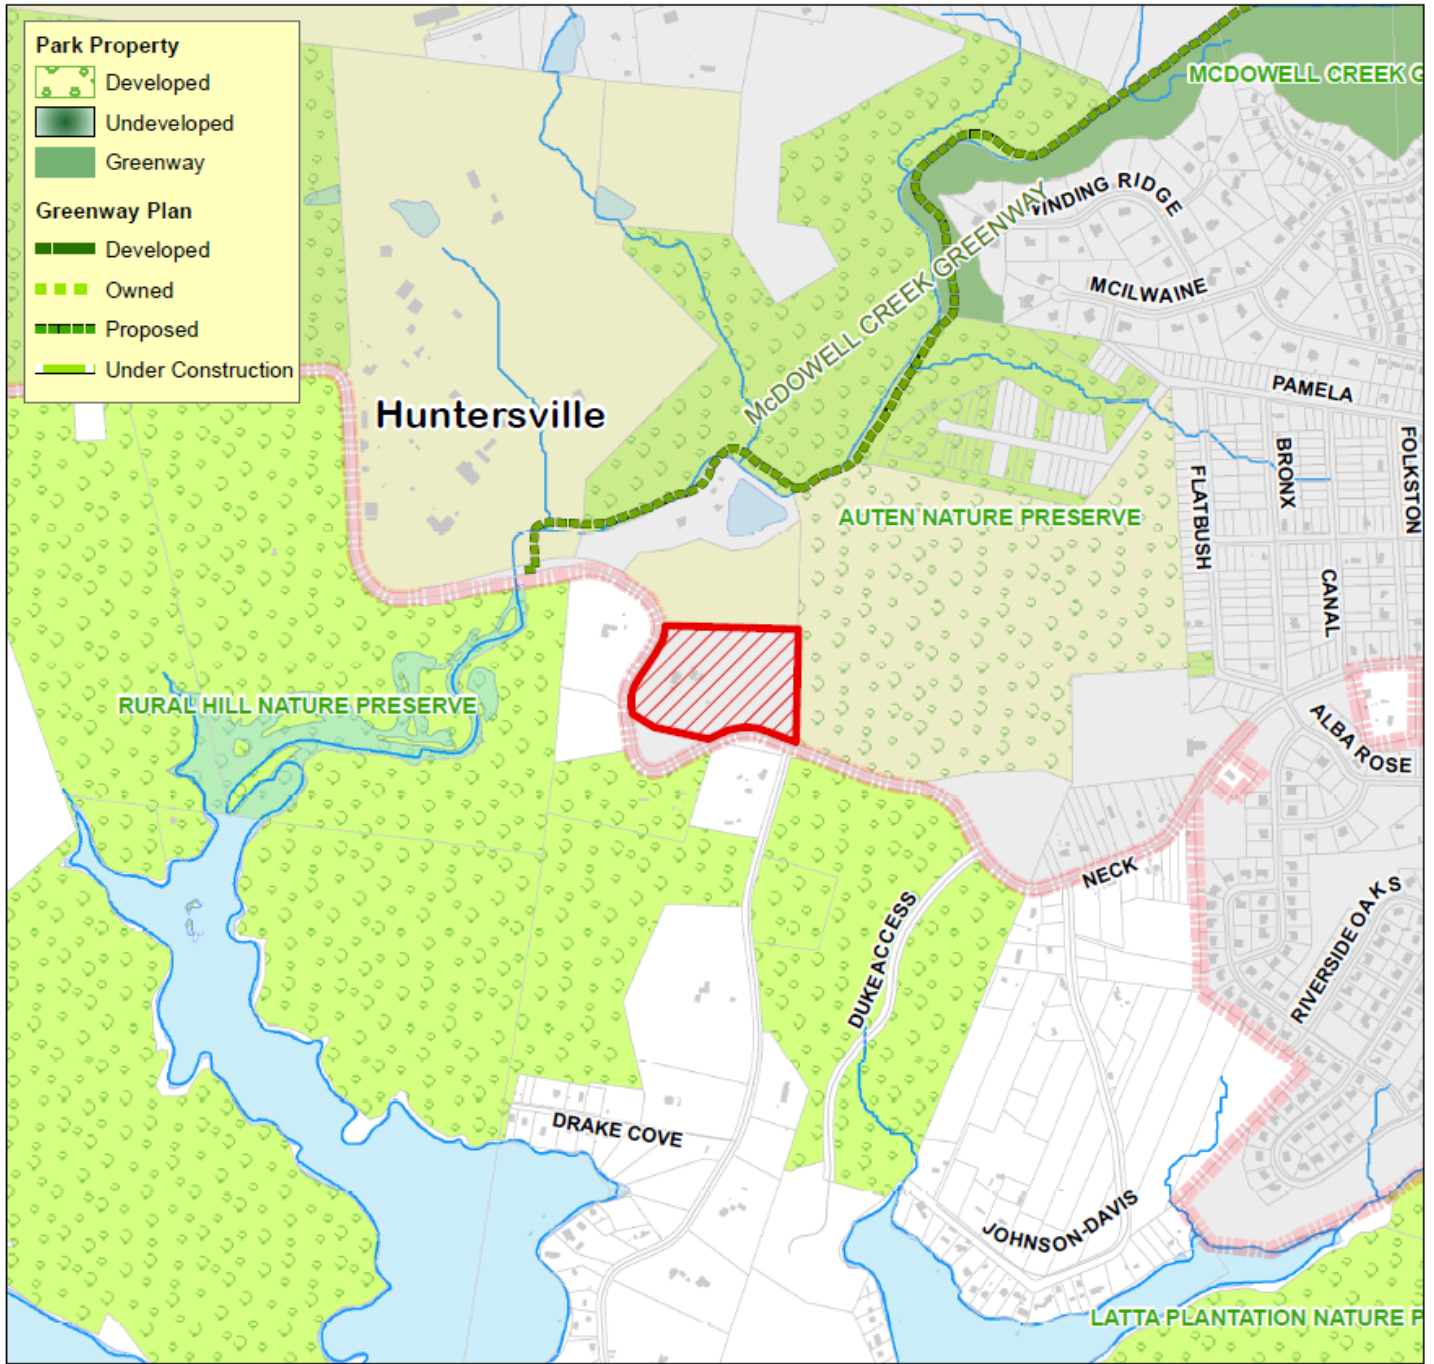 Park Property
Developed
Undeveloped
Greenway
Greenway Plan
Developed
Owned
Proposed
Under Construction
MCDOWELL CREEK G
WINDING RIDGE
McDOWELL CREEK GREENWAY
MCILWAINE
PAMELA
Huntersville
FLATBUSH
BRONX
FOLKSTON
AUTEN NATURE PRESERVE
CANAL
RURAL HILL NATURE PRESERVE
ALBA ROSE
NECK
DUKEACCESS
RIVERSIDE OAKS
DRAKE COVE
JOHNSON-DAVIS
LATTA PLANTATION NATURE P